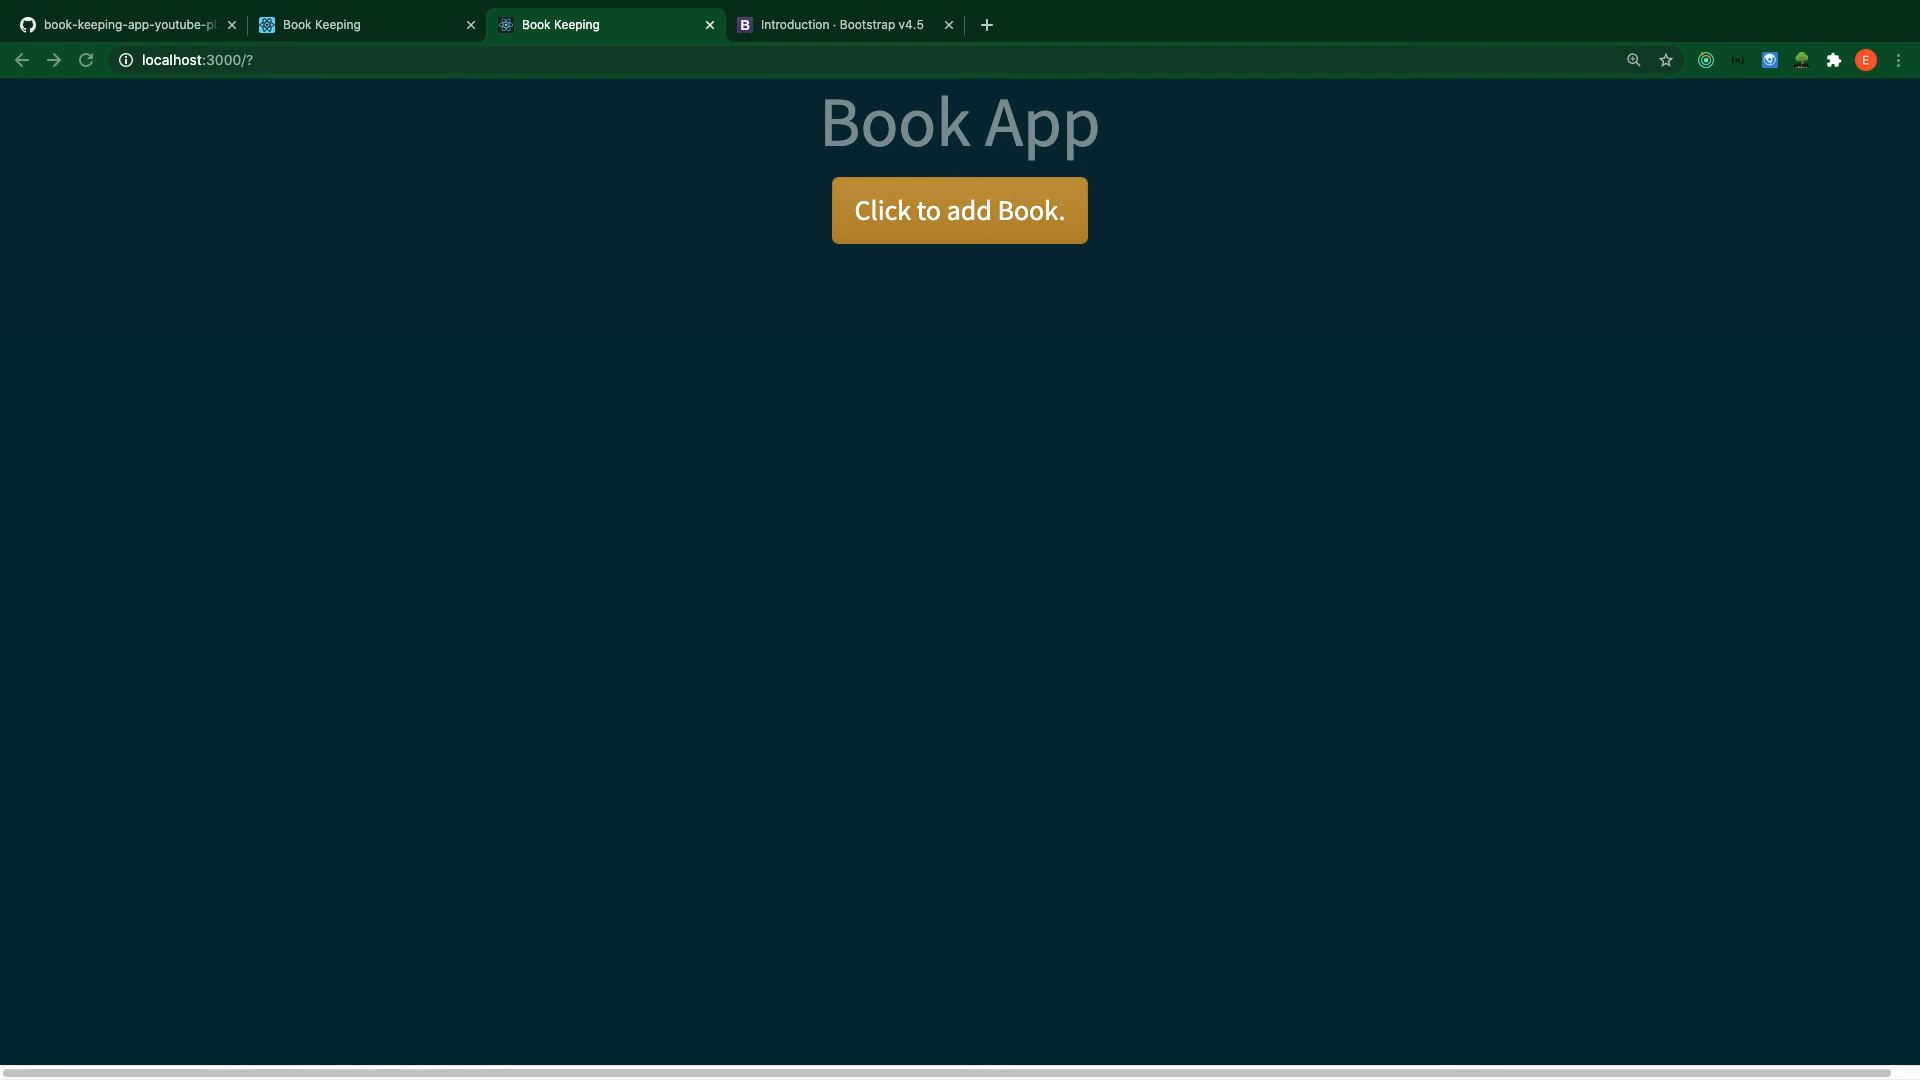 book-keeping-app-youtube-pl
Book Keeping
Book Keeping
B Introduction · Bootstrap v4.5
localhost:3000/?
E
Book App
Click to add Book.